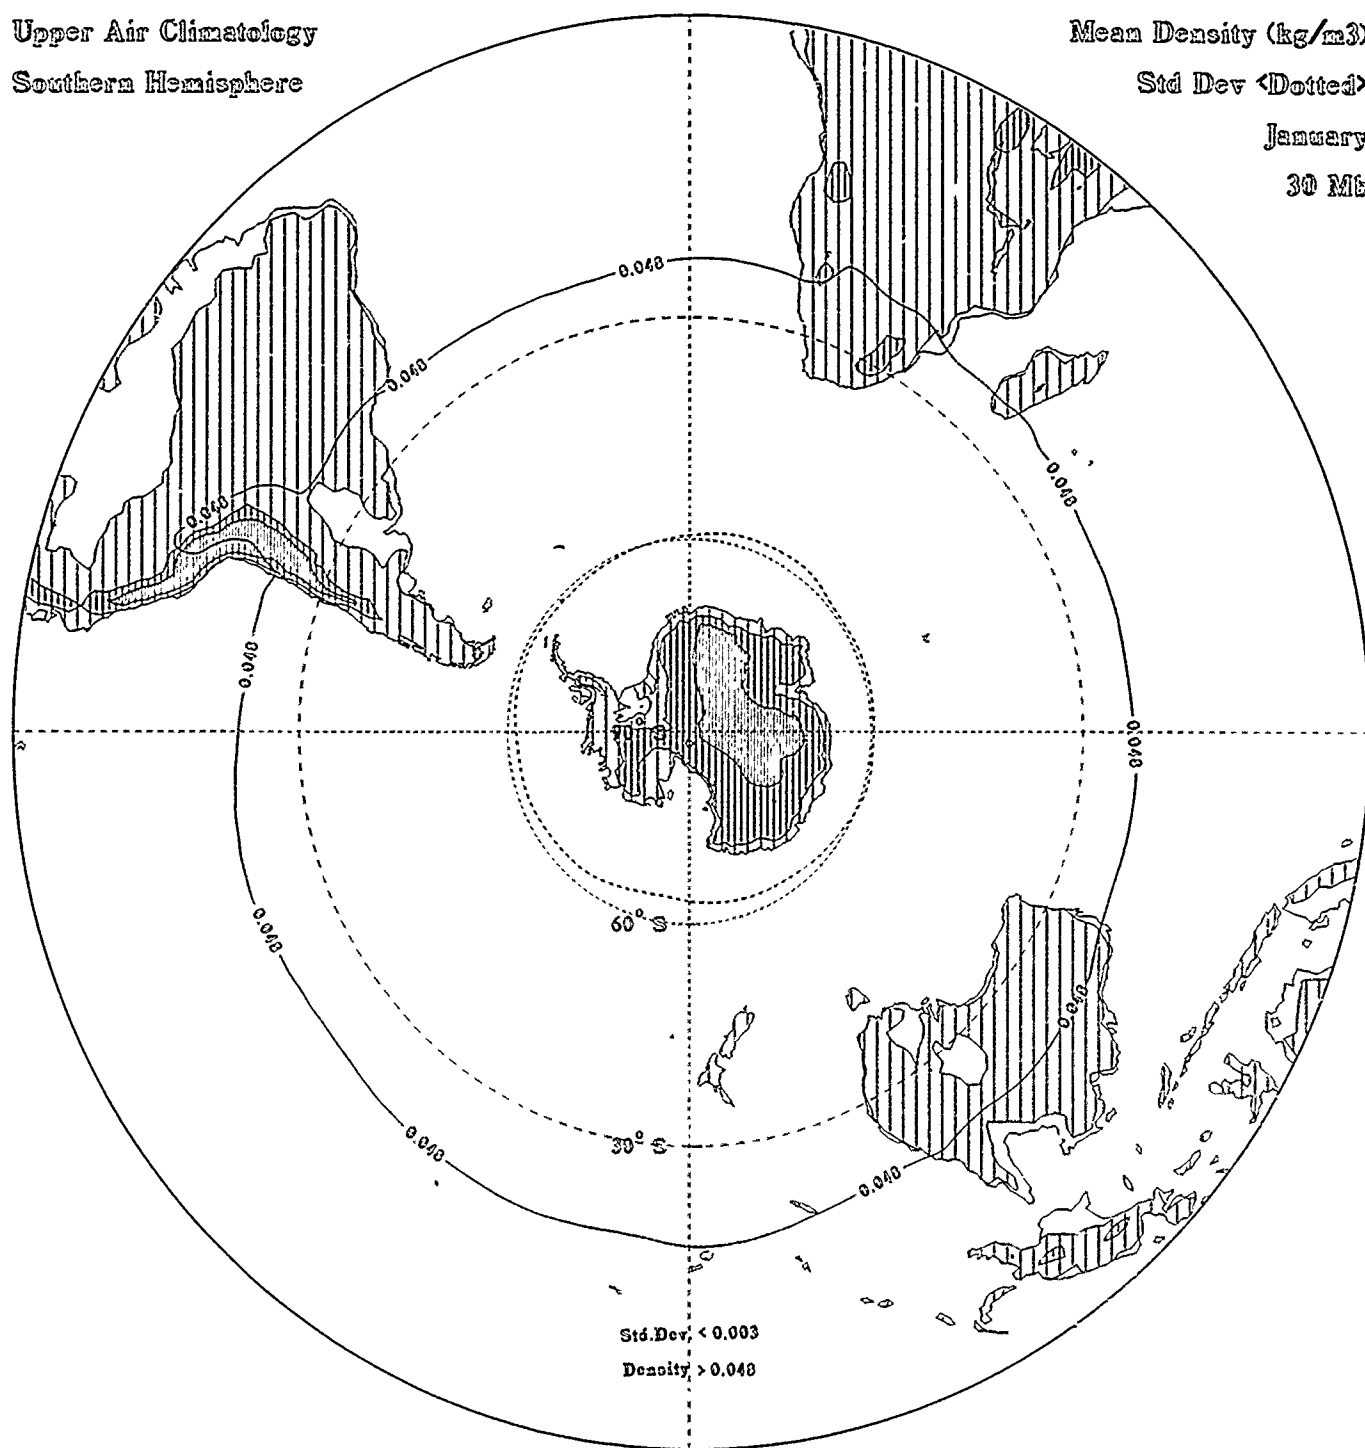 Upper Air Climatology
Southern Hemisphere
Mean Density (kg/m3)
Std Dev <Dotted>
January
30 Mb
0.048
0.048
0.048
0.048
0.048
0.048
0.048
60° S
0.048
30° S
0.048
0.048
Std.Dev. < 0.003
Density > 0.048